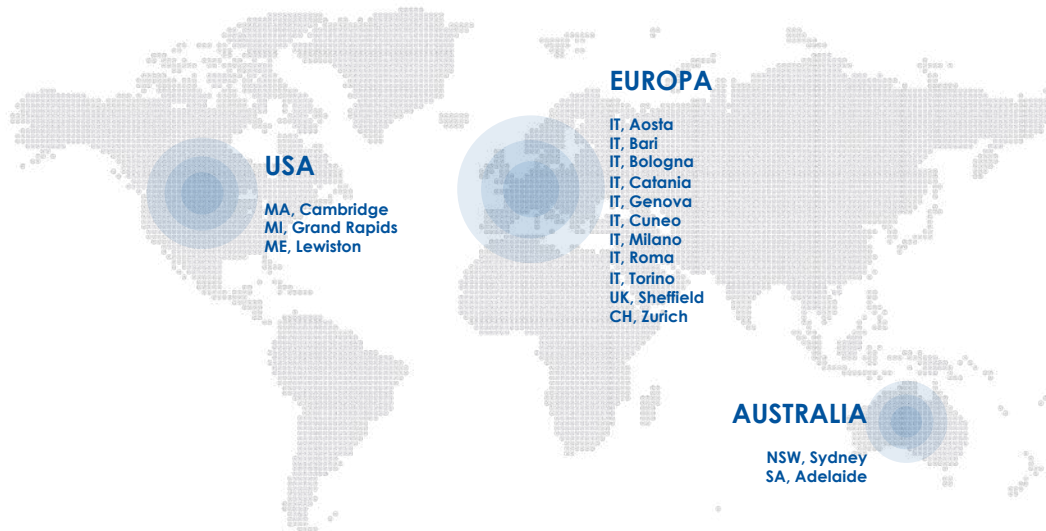 USA
MA, Cambridge
MI, Grand Rapids
ME, Lewiston
EUROPA
IT, Aosta
IT, Bari
IT, Bologna
IT, Catania
IT, Genova
IT, Cuneo
IT, Milano
IT, Roma
IT, Torino
UK, Sheffield
CH, Zurich
AUSTRALIA
NSW, Sydney
SA, Adelaide